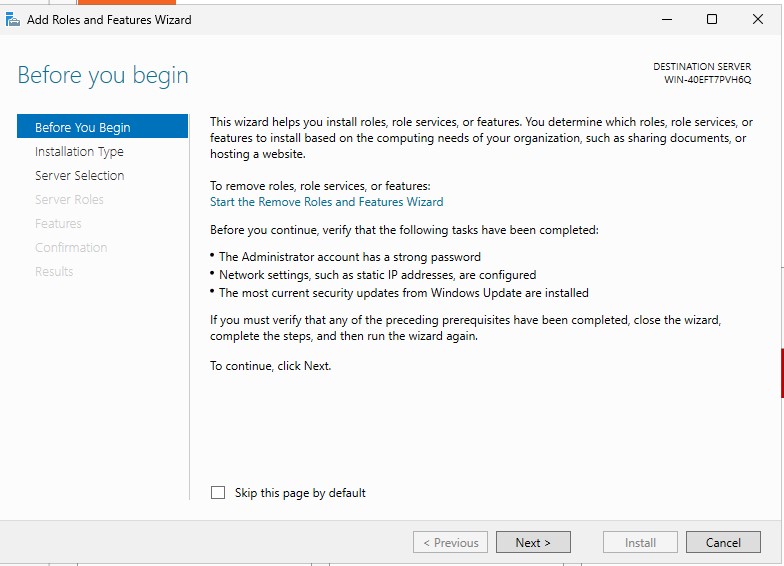 Add Roles and Features Wizard
Before you begin
DESTINATION SERVER
WIN-40EFT7PVH6Q
Before You Begin
Installation Type
Server Selection
Server Roles
Features
Confirmation
Results
This wizard helps you install roles, role services, or features. You determine which roles, role services, or
features to install based on the computing needs of your organization, such as sharing documents, or
hosting a website.
To remove roles, role services, or features:
Start the Remove Roles and Features Wizard
Before you continue, verify that the following tasks have been completed:
• The Administrator account has a strong password
• Network settings, such as static IP addresses, are configured
• The most current security updates from Windows Update are installed
If you must verify that any of the preceding prerequisites have been completed, close the wizard,
complete the steps, and then run the wizard again.
To continue, click Next.
Skip this page by default
< Previous
Next >
Install
Cancel